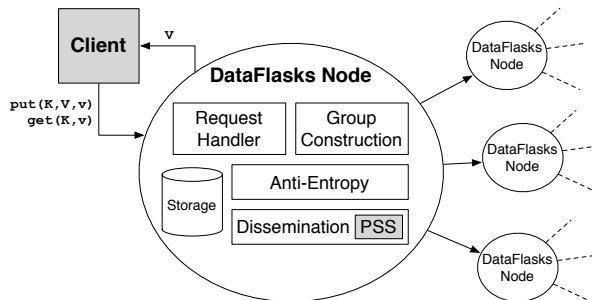 Client
V
put(K,V,v)
get(K,v)
DataFlasks Node
Request
Handler
Group
Construction
Anti-Entropy
Storage
Dissemination PSS
DataFlasks
Node
DataFlasks
Node
DataFlasks
Node